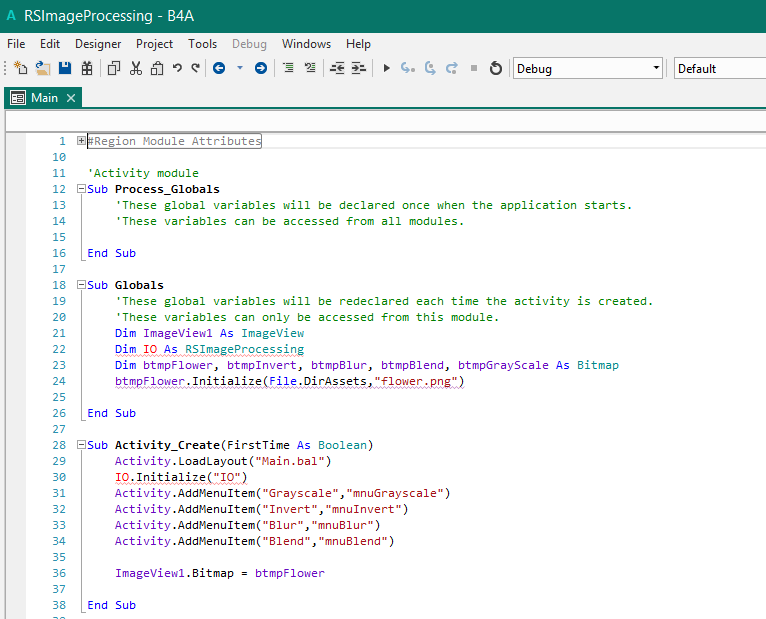 A RSImageProcessing - B4A
File Edit Designer Project Tools Debug Windows Help
Debug Default
Main
1 #Region Module Attributes
10
11 'Activity module
12 Sub Process_Globals
13 'These global variables will be declared once when the application starts.
14 'These variables can be accessed from all modules.
15
16 End Sub
17
18 Sub Globals
19 'These global variables will be redeclared each time the activity is created.
20 'These variables can only be accessed from this module.
21 Dim ImageView1 As ImageView
22 Dim IO As RSImageProcessing
23 Dim btmpFlower, btmpInvert, btmpBlur, btmpBlend, btmpGrayScale As Bitmap
24 btmpFlower.Initialize(File.DirAssets,"flower.png")
25
26 End Sub
27
28 Sub Activity_Create(FirstTime As Boolean)
29 Activity.LoadLayout("Main.bal")
30 IO.Initialize("IO")
31 Activity.AddMenuItem("Grayscale","mnuGrayscale")
32 Activity.AddMenuItem("Invert","mnuInvert")
33 Activity.AddMenuItem("Blur","mnuBlur")
34 Activity.AddMenuItem("Blend","mnuBlend")
35
36 ImageView1.Bitmap = btmpFlower
37
38 End Sub